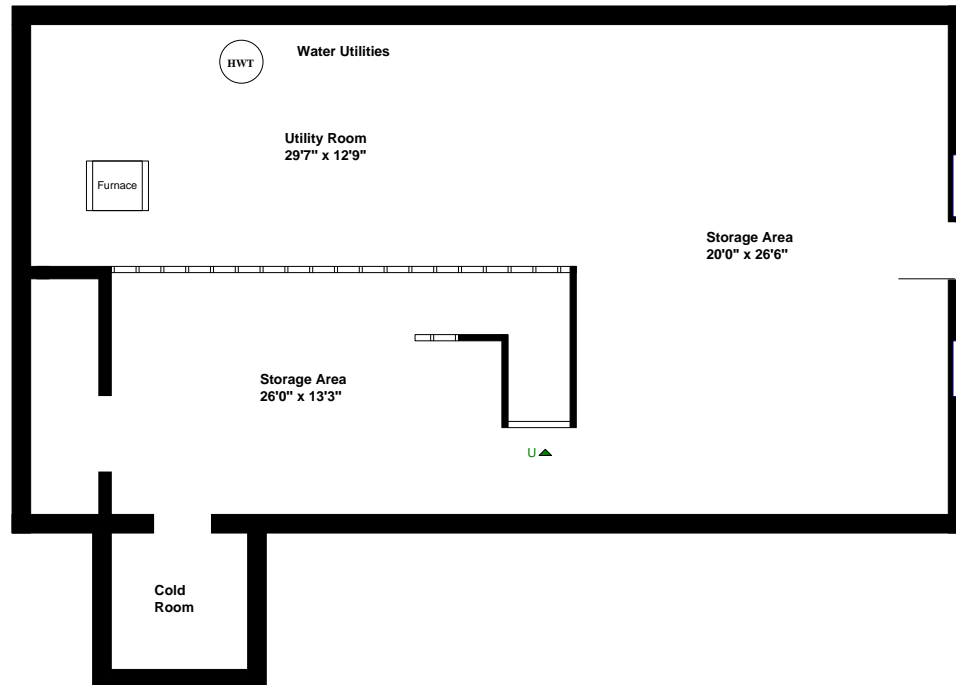 HWT
Water Utilities
Utility Room
29'7" x 12'9"
Furnace
Storage Area
20'0" x 26'6"
Storage Area
26'0" x 13'3"
U
Cold
Room